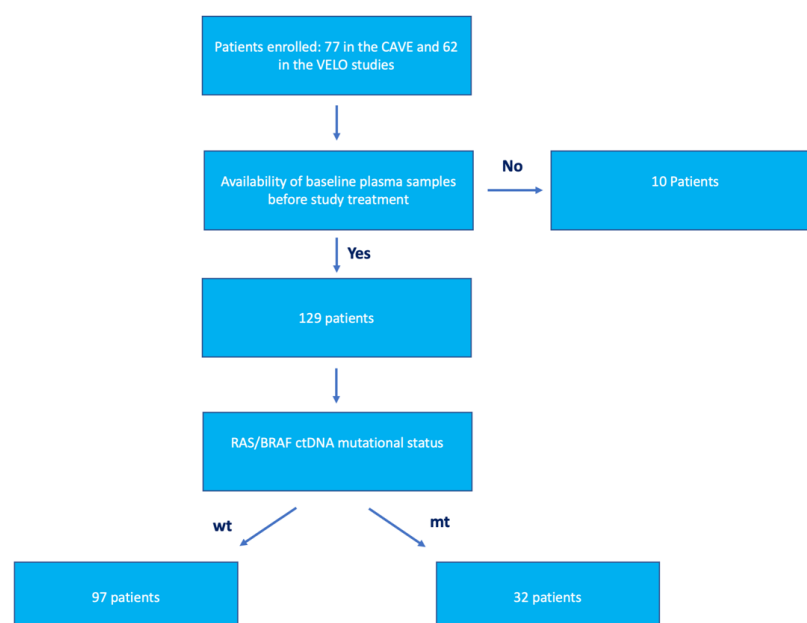 Patients enrolled: 77 in the CAVE and 62
in the VELO studies
Availability of baseline plasma samples
before study treatment
No
10 Patients
Yes
129 patients
RAS/BRAF ctDNA mutational status
wt
mt
97 patients
32 patients